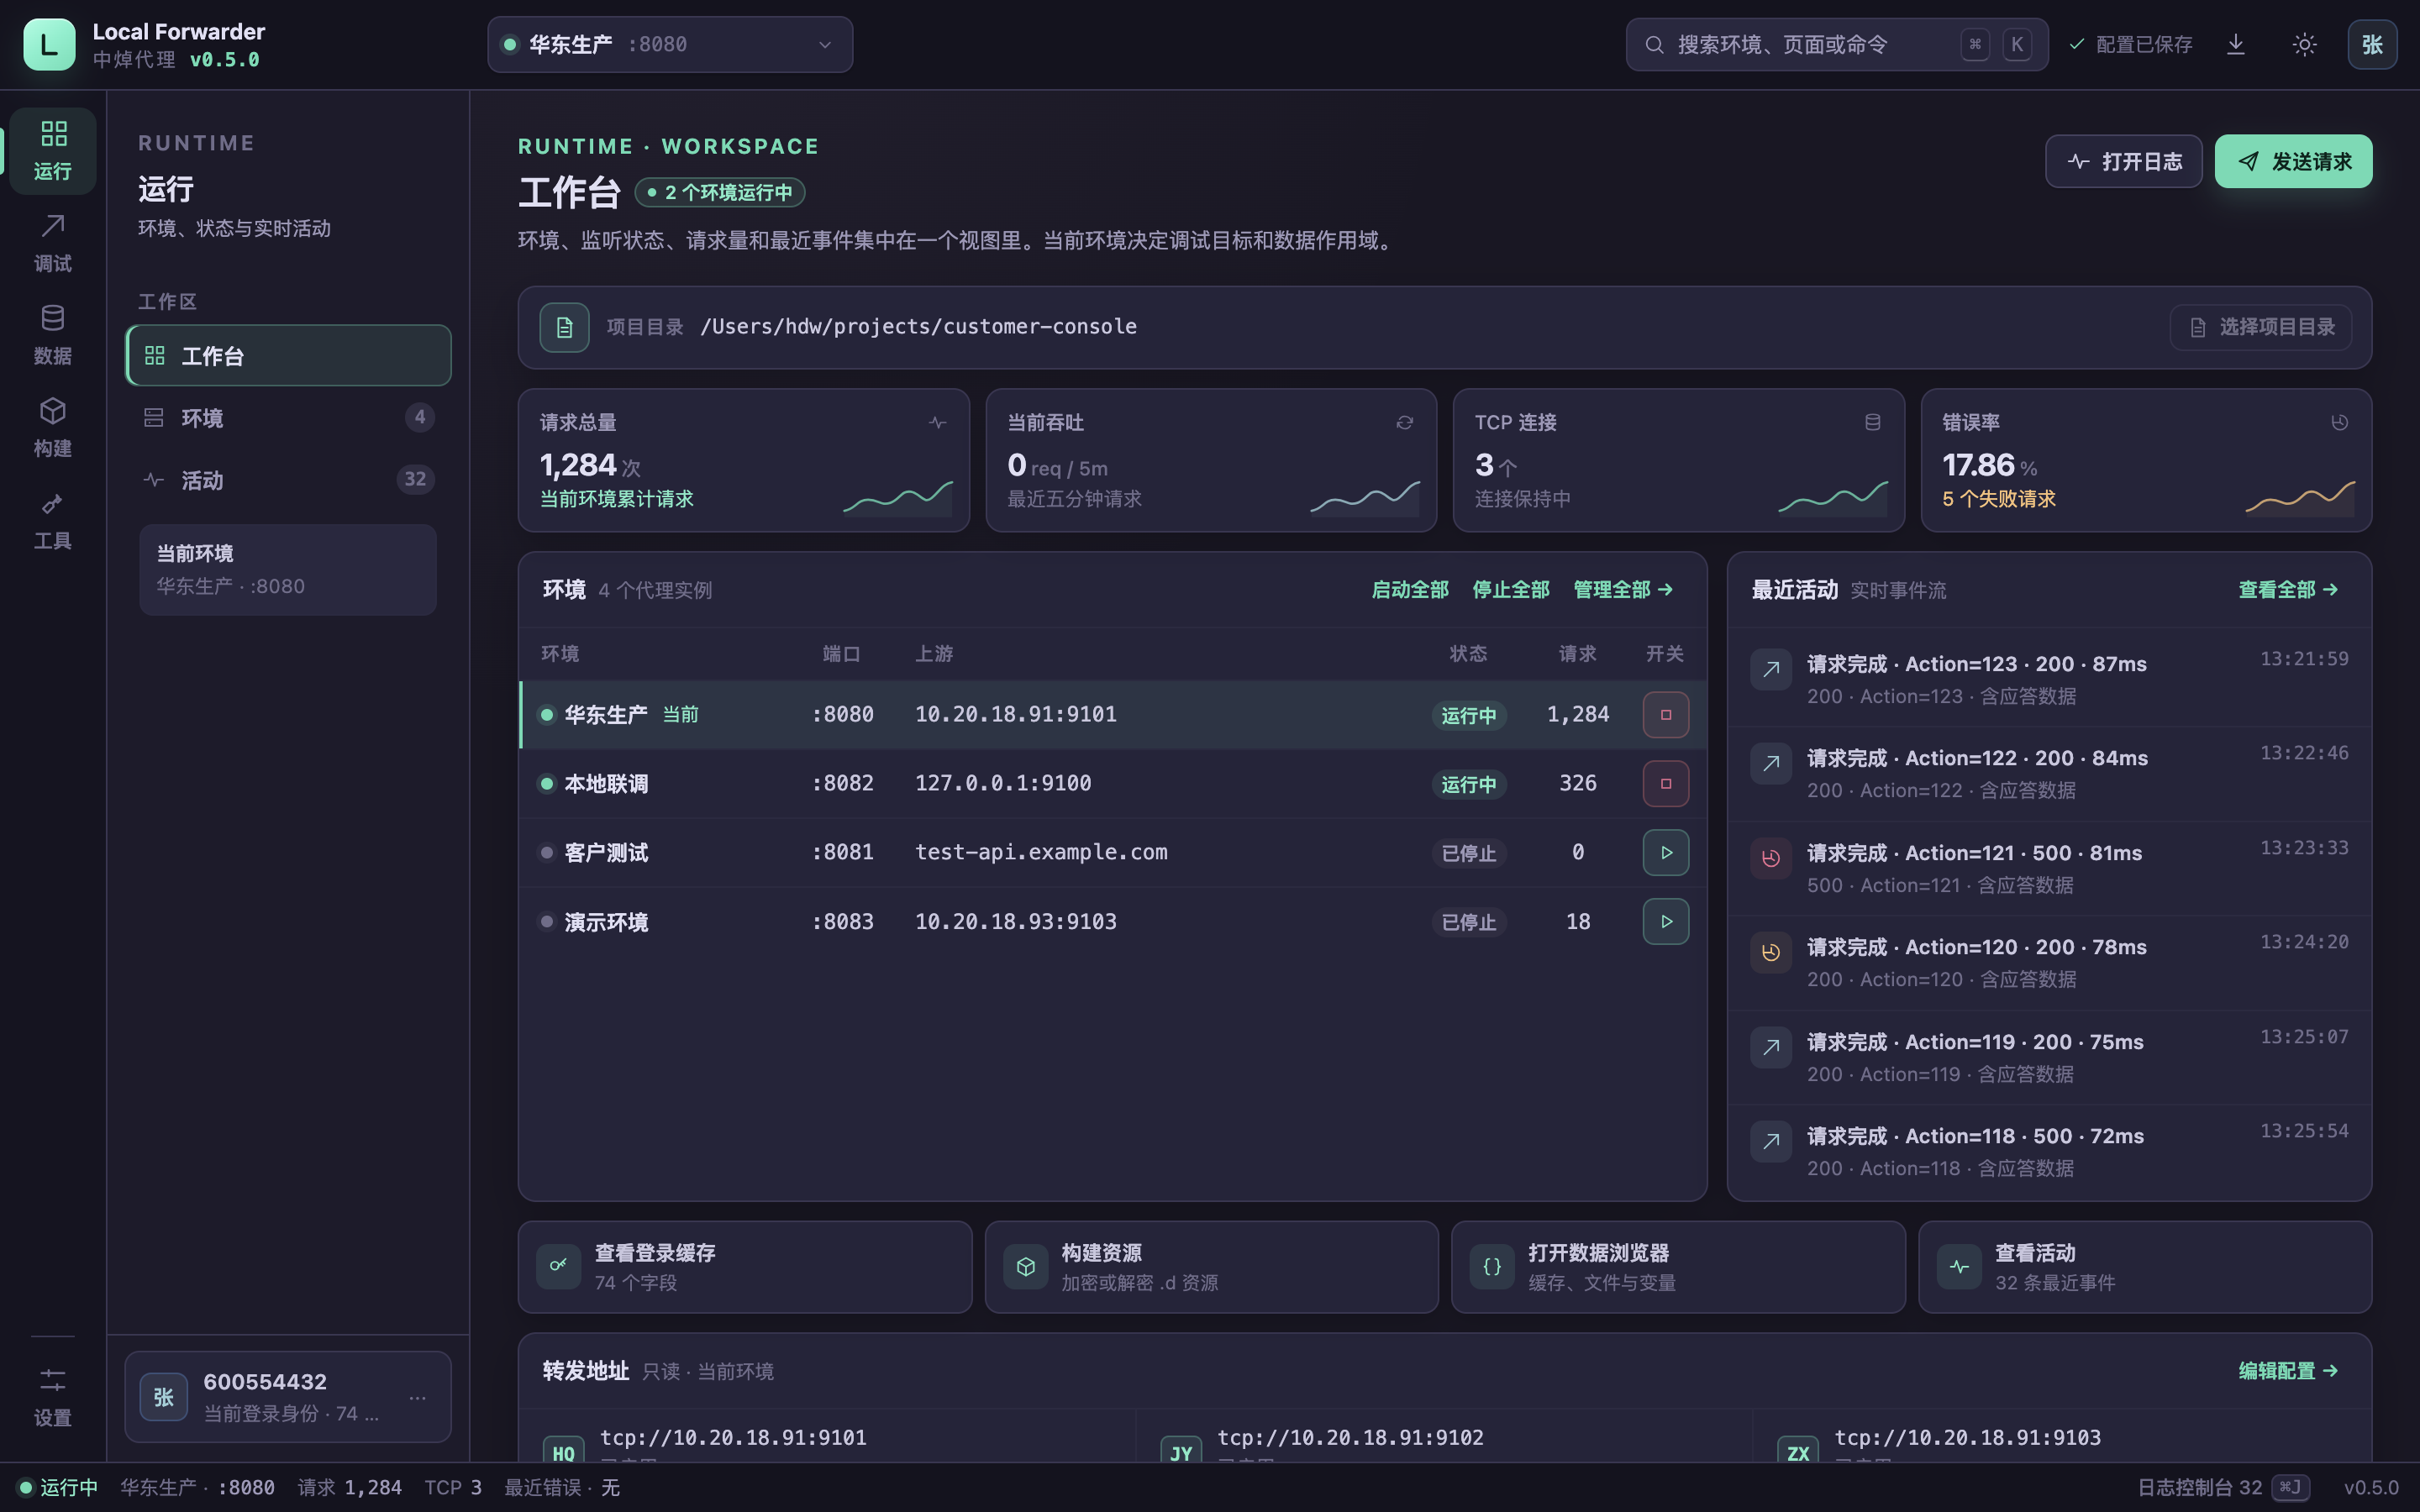 L
Local Forwarder
中焯代理 v0.5.0
华东生产 :8080
搜索环境、页面或命令 ⌘ K
配置已保存
张
运行
调试
数据
构建
工具
设置
RUNTIME
运行
环境、状态与实时活动
工作区
工作台
环境 4
活动 32
当前环境
华东生产 · :8080
张
600554432
当前登录身份 · 74 ...
RUNTIME · WORKSPACE
工作台 2 个环境运行中
环境、监听状态、请求量和最近事件集中在一个视图里。当前环境决定调试目标和数据作用域。
打开日志
发送请求
项目目录 /Users/hdw/projects/customer-console
选择项目目录
请求总量
1,284 次
当前环境累计请求
当前吞吐
0 req / 5m
最近五分钟请求
TCP 连接
3 个
连接保持中
错误率
17.86 %
5 个失败请求
环境 4 个代理实例 启动全部 停止全部 管理全部 →
环境 端口 上游 状态 请求 开关
华东生产 当前 :8080 10.20.18.91:9101 运行中 1,284
本地联调 :8082 127.0.0.1:9100 运行中 326
客户测试 :8081 test-api.example.com 已停止 0
演示环境 :8083 10.20.18.93:9103 已停止 18
最近活动 实时事件流 查看全部 →
请求完成 · Action=123 · 200 · 87ms 13:21:59
200 · Action=123 · 含应答数据
请求完成 · Action=122 · 200 · 84ms 13:22:46
200 · Action=122 · 含应答数据
请求完成 · Action=121 · 500 · 81ms 13:23:33
500 · Action=121 · 含应答数据
请求完成 · Action=120 · 200 · 78ms 13:24:20
200 · Action=120 · 含应答数据
请求完成 · Action=119 · 200 · 75ms 13:25:07
200 · Action=119 · 含应答数据
请求完成 · Action=118 · 500 · 72ms 13:25:54
200 · Action=118 · 含应答数据
查看登录缓存
74 个字段
构建资源
加密或解密 .d 资源
打开数据浏览器
缓存、文件与变量
查看活动
32 条最近事件
转发地址 只读 · 当前环境 编辑配置 →
HQ tcp://10.20.18.91:9101
JY tcp://10.20.18.91:9102
ZX tcp://10.20.18.91:9103
运行中 华东生产 · :8080 请求 1,284 TCP 3 最近错误 · 无
日志控制台 32 ⌘J v0.5.0